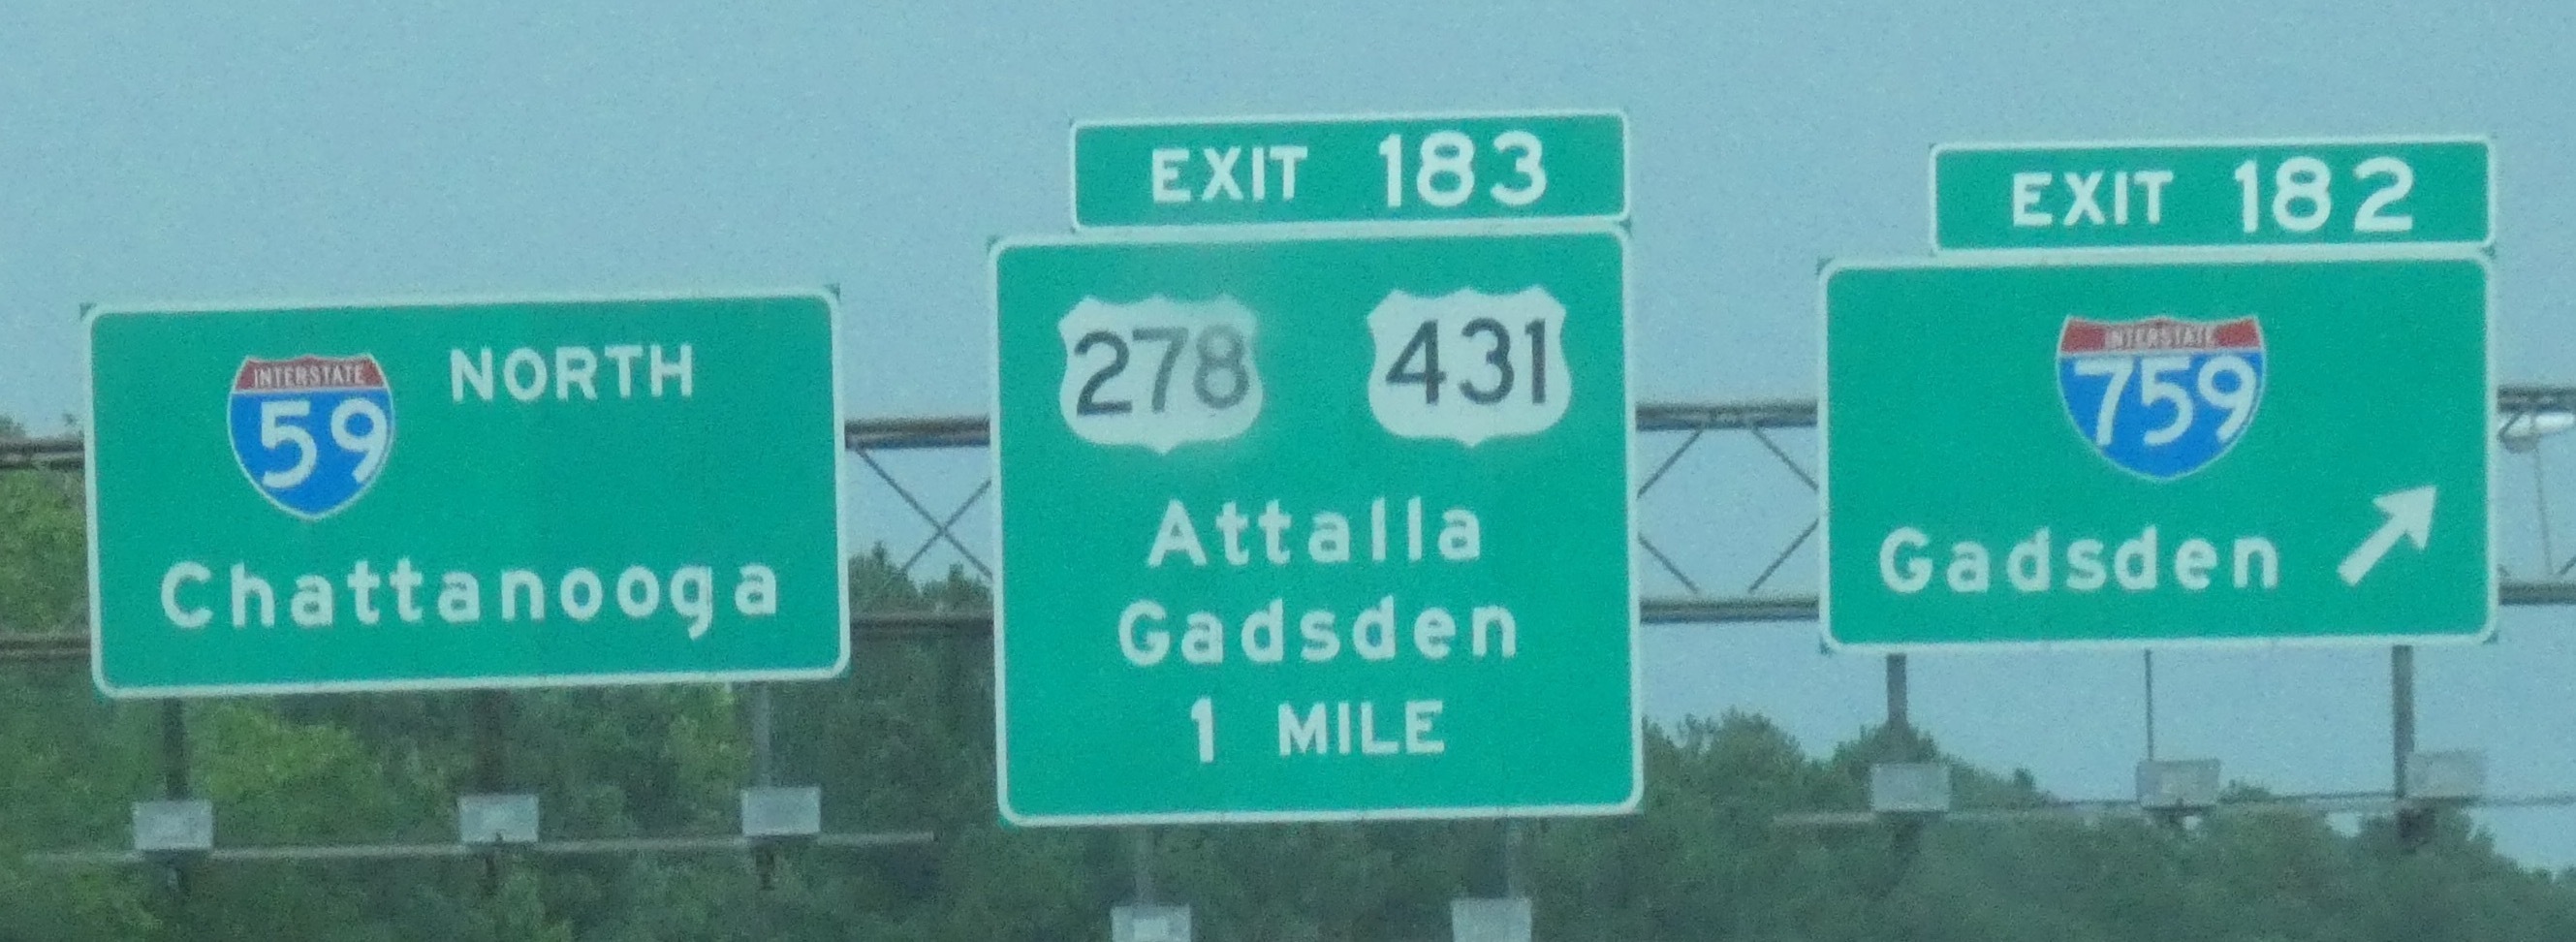 INTERSTATE
59
NORTH
Chattanooga
EXIT 183
278 431
Attalla
Gadsden
1 MILE
EXIT 182
INTERSTATE
759
Gadsden